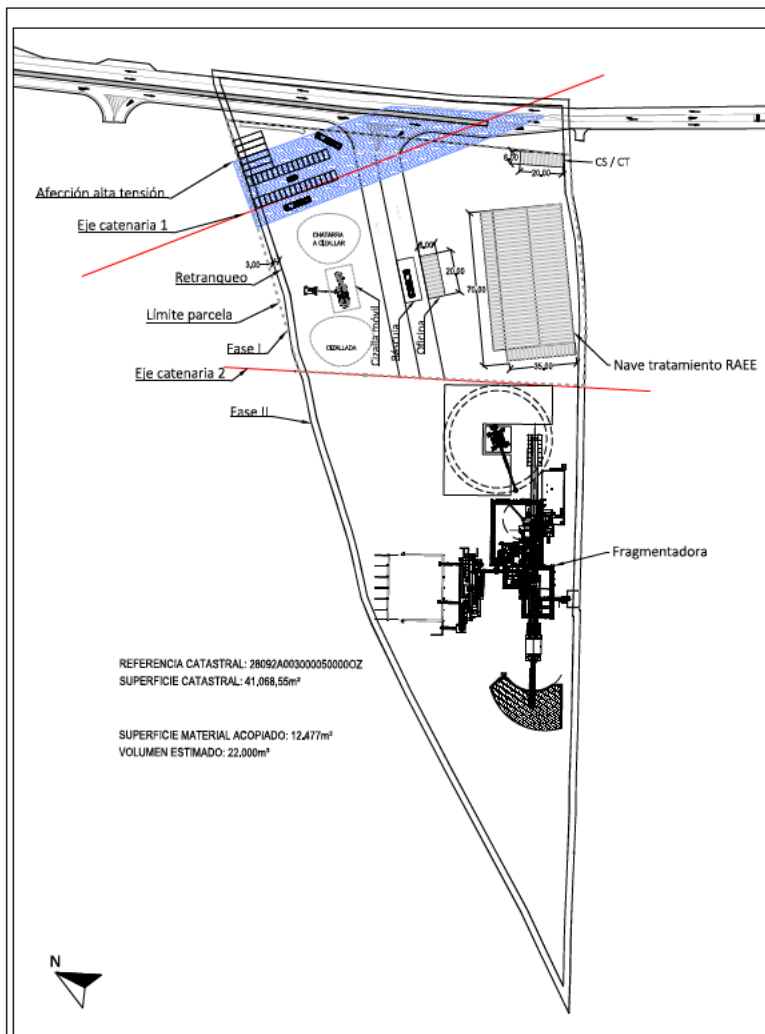 CS / CT
6,00
20,00
Afección alta tensión
Eje catenaria 1
CHATARRA
A CIZALLAR
3,00
Retranqueo
Límite parcela
Fase I
CIZALLADA
Cizalla móvil
Báscula
Oficina
20,00
70,00
35,00
Nave tratamiento RAEE
Eje catenaria 2
Fase II
Fragmentadora
REFERENCIA CATASTRAL: 28092A003000050000OZ
SUPERFICIE CATASTRAL: 41,068,55m²
SUPERFICIE MATERIAL ACOPIADO: 12.477m²
VOLUMEN ESTIMADO: 22.000m³
N